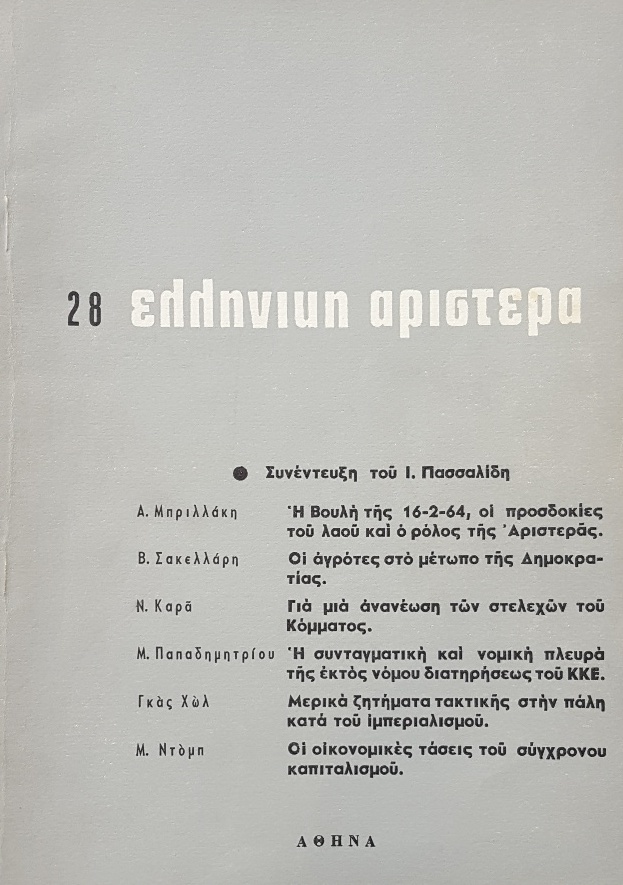 28 ελληνικη αριστερα
● Συνέντευξη τοῦ Ι. Πασσαλίδη
Α. Μπριλλάκη Ἡ Βουλὴ τῆς 16-2-64, οἱ προσδοκίες
τοῦ λαοῦ καὶ ὁ ρόλος τῆς Ἀριστερᾶς.
Β. Σακελλάρη Οἱ ἀγρότες στὸ μέτωπο τῆς Δημοκρα-
τίας.
Ν. Καρᾶ Γιὰ μιὰ ἀνανέωση τῶν στελεχῶν τοῦ
Κόμματος.
Μ. Παπαδημητρίου Ἡ συνταγματικὴ καὶ νομικὴ πλευρὰ
τῆς ἐκτὸς νόμου διατηρήσεως τοῦ ΚΚΕ.
Γκὰς Χὼλ Μερικὰ ζητήματα τακτικῆς στὴν πάλη
κατὰ τοῦ ἰμπεριαλισμοῦ.
Μ. Ντὸμπ Οἱ οἰκονομικὲς τάσεις τοῦ σύγχρονου
καπιταλισμοῦ.
ΑΘΗΝΑ